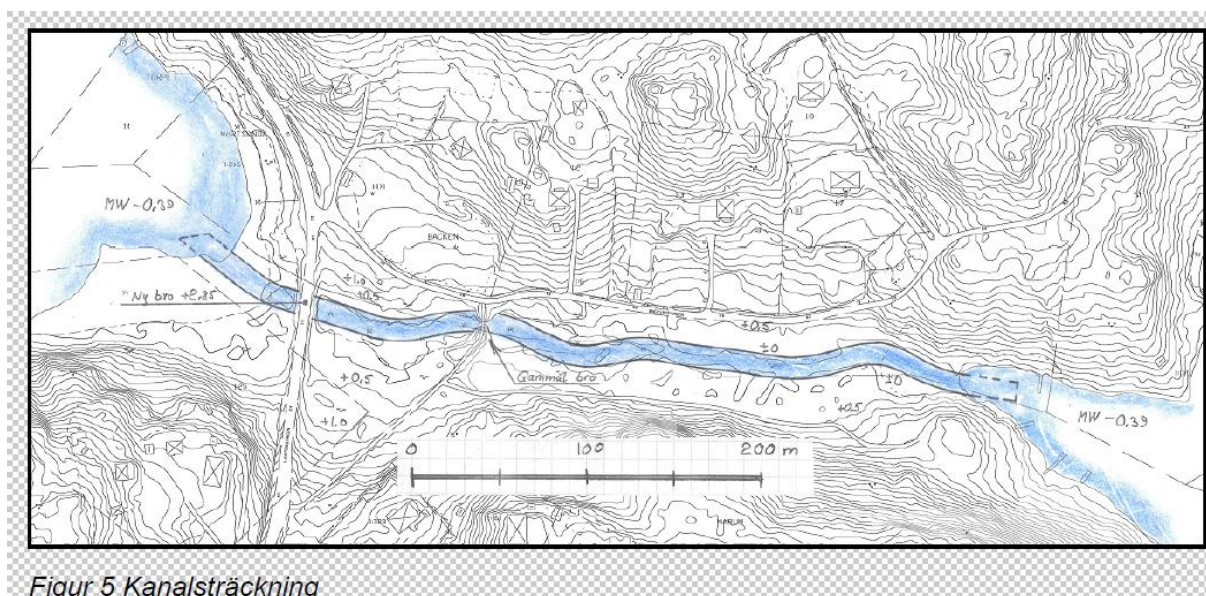 MW -0,39
BACKEN
+1.0
+0.5
"Ny bro +2,85
+0.5
±0
Gammal bro
±0
+0.5
+0.5
+1.0
MW -0,39
0 100 200 m
Figur 5 Kanalsträckning